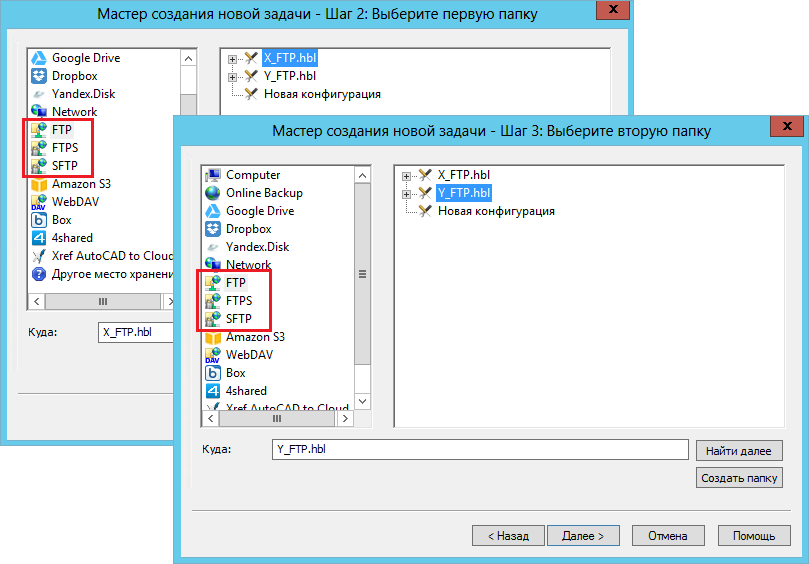 Мастер создания новой задачи - Шаг 2: Выберите первую папку
x
Google Drive
Dropbox
Yandex.Disk
Network
FTP
FTPS
SFTP
Amazon S3
WebDAV
Box
4shared
Xref AutoCAD to Cloud
Другое место хранени
X_FTP.hbl
Y_FTP.hbl
Новая конфигурация
Куда:
X_FTP.hbl
Мастер создания новой задачи - Шаг 3: Выберите вторую папку
x
Computer
Online Backup
Google Drive
Dropbox
Yandex.Disk
Network
FTP
FTPS
SFTP
Amazon S3
WebDAV
Box
4shared
Xref AutoCAD to Cloud
X_FTP.hbl
Y_FTP.hbl
Новая конфигурация
Куда:
Y_FTP.hbl
Найти далее
Создать папку
< Назад
Далее >
Отмена
Помощь